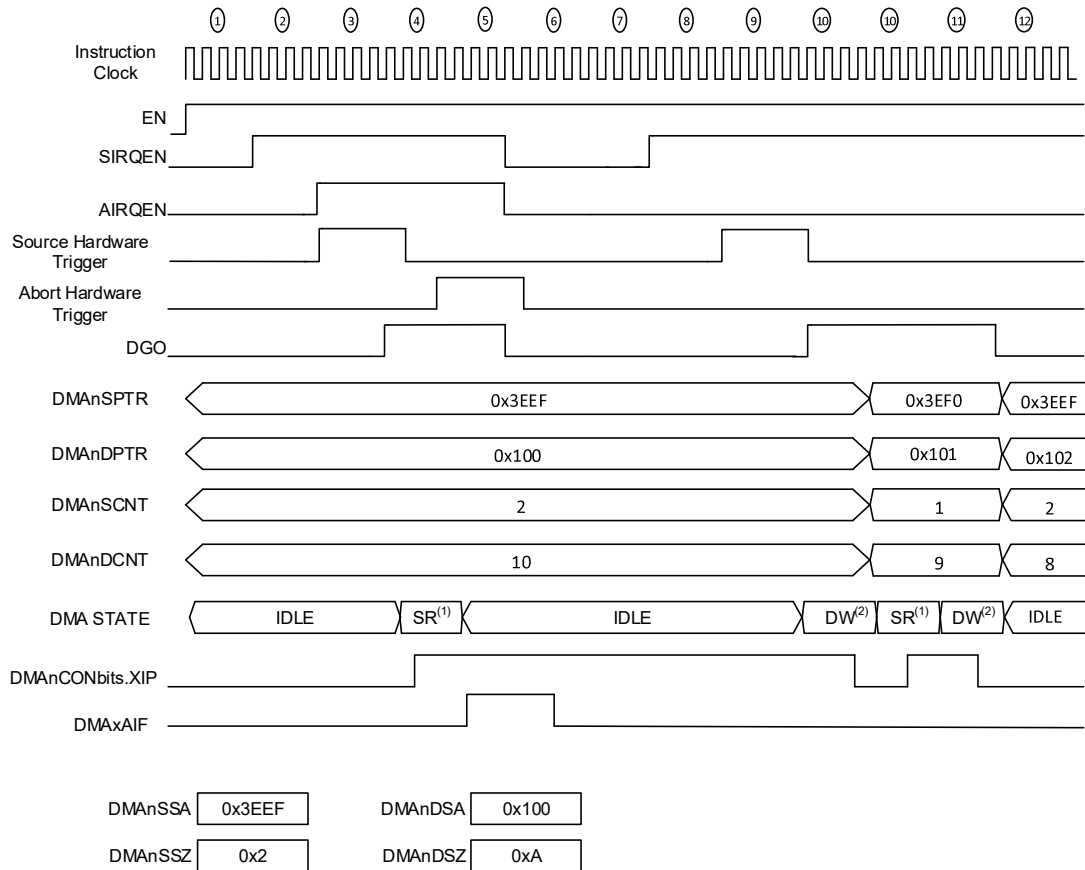 ① ② ③ ④ ⑤ ⑥ ⑦ ⑧ ⑨ ⑩ ⑩ ⑪ ⑫
Instruction
Clock
EN
SIRQEN
AIRQEN
Source Hardware
Trigger
Abort Hardware
Trigger
DGO
DMAnSPTR 0x3EEF 0x3EF0 0x3EEF
DMAnDPTR 0x100 0x101 0x102
DMAnSCNT 2 1 2
DMAnDCNT 10 9 8
DMA STATE IDLE SR(1) IDLE DW(2) SR(1) DW(2) IDLE
DMAnCONbits.XIP
DMAxAIF
DMAnSSA 0x3EEF DMAnDSA 0x100
DMAnSSZ 0x2 DMAnDSZ 0xA